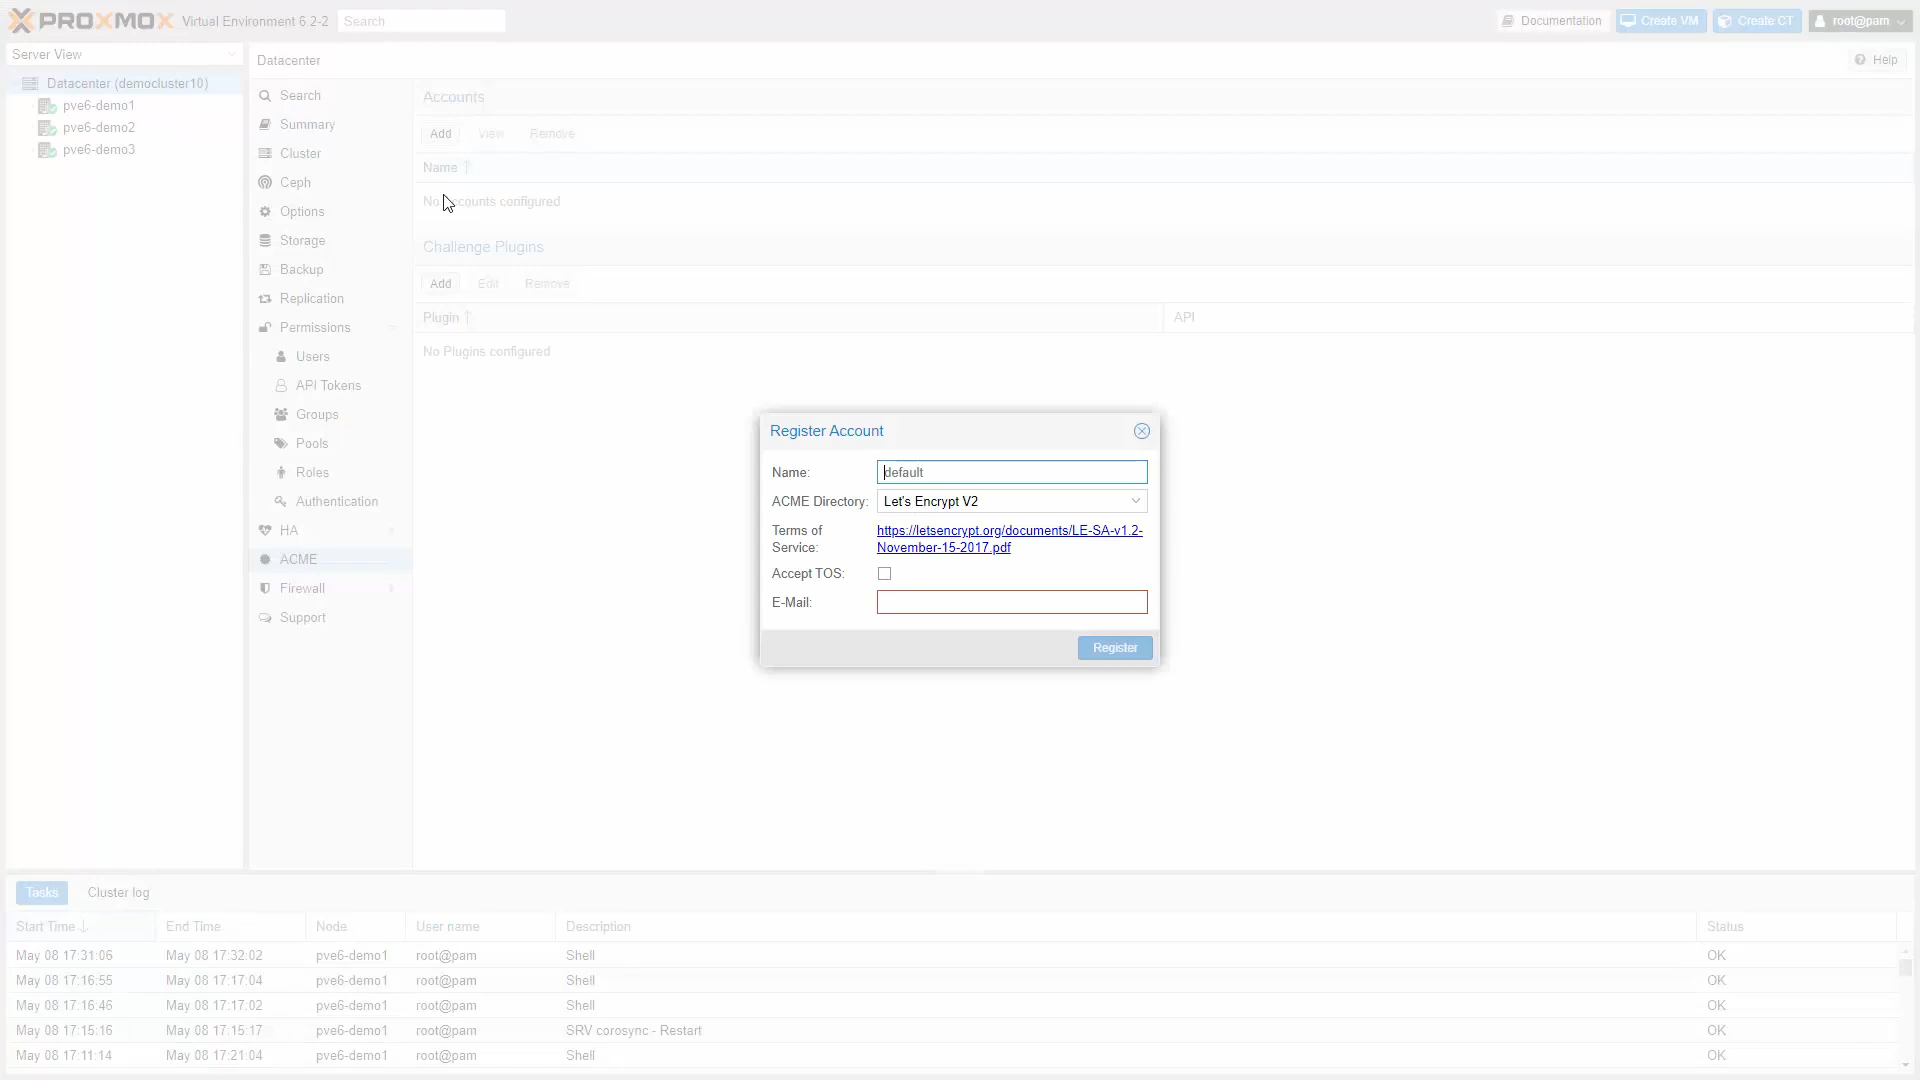 PROXMOX Virtual Environment 6.2-2 Search Documentation Create VM Create CT root@pam
Server View
Datacenter (democluster10)
pve6-demo1
pve6-demo2
pve6-demo3
Datacenter Help
Search
Summary
Cluster
Ceph
Options
Storage
Backup
Replication
Permissions
Users
API Tokens
Groups
Pools
Roles
Authentication
HA
ACME
Firewall
Support
Accounts
Add View Remove
Name
No accounts configured
Challenge Plugins
Add Edit Remove
Plugin API
No Plugins configured
Register Account
Name: default
ACME Directory: Let's Encrypt V2
Terms of Service: https://letsencrypt.org/documents/LE-SA-v1.2-
November-15-2017.pdf
Accept TOS:
E-Mail:
Register
Tasks Cluster log
Start Time End Time Node User name Description Status
May 08 17:31:06 May 08 17:32:02 pve6-demo1 root@pam Shell OK
May 08 17:16:55 May 08 17:17:04 pve6-demo1 root@pam Shell OK
May 08 17:16:46 May 08 17:17:02 pve6-demo1 root@pam Shell OK
May 08 17:15:16 May 08 17:15:17 pve6-demo1 root@pam SRV corosync - Restart OK
May 08 17:11:14 May 08 17:21:04 pve6-demo1 root@pam Shell OK